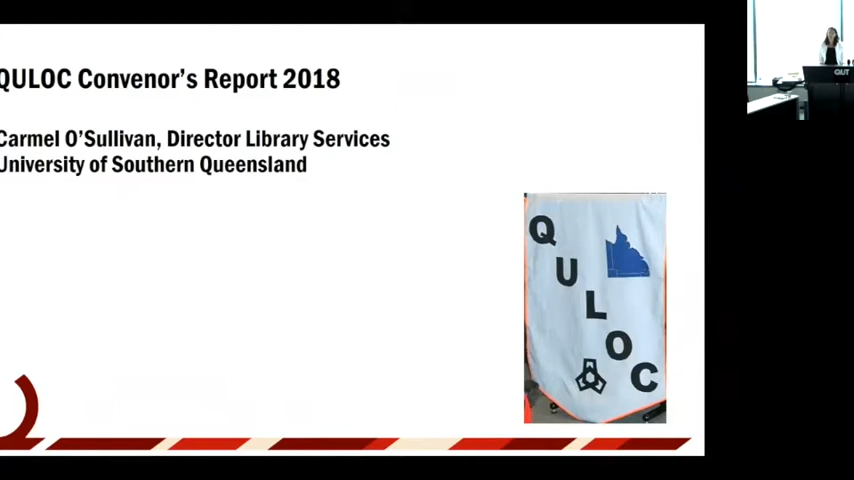 QULOC Convenor's Report 2018
Carmel O'Sullivan, Director Library Services
University of Southern Queensland
Q
U
L
O
C
QUT